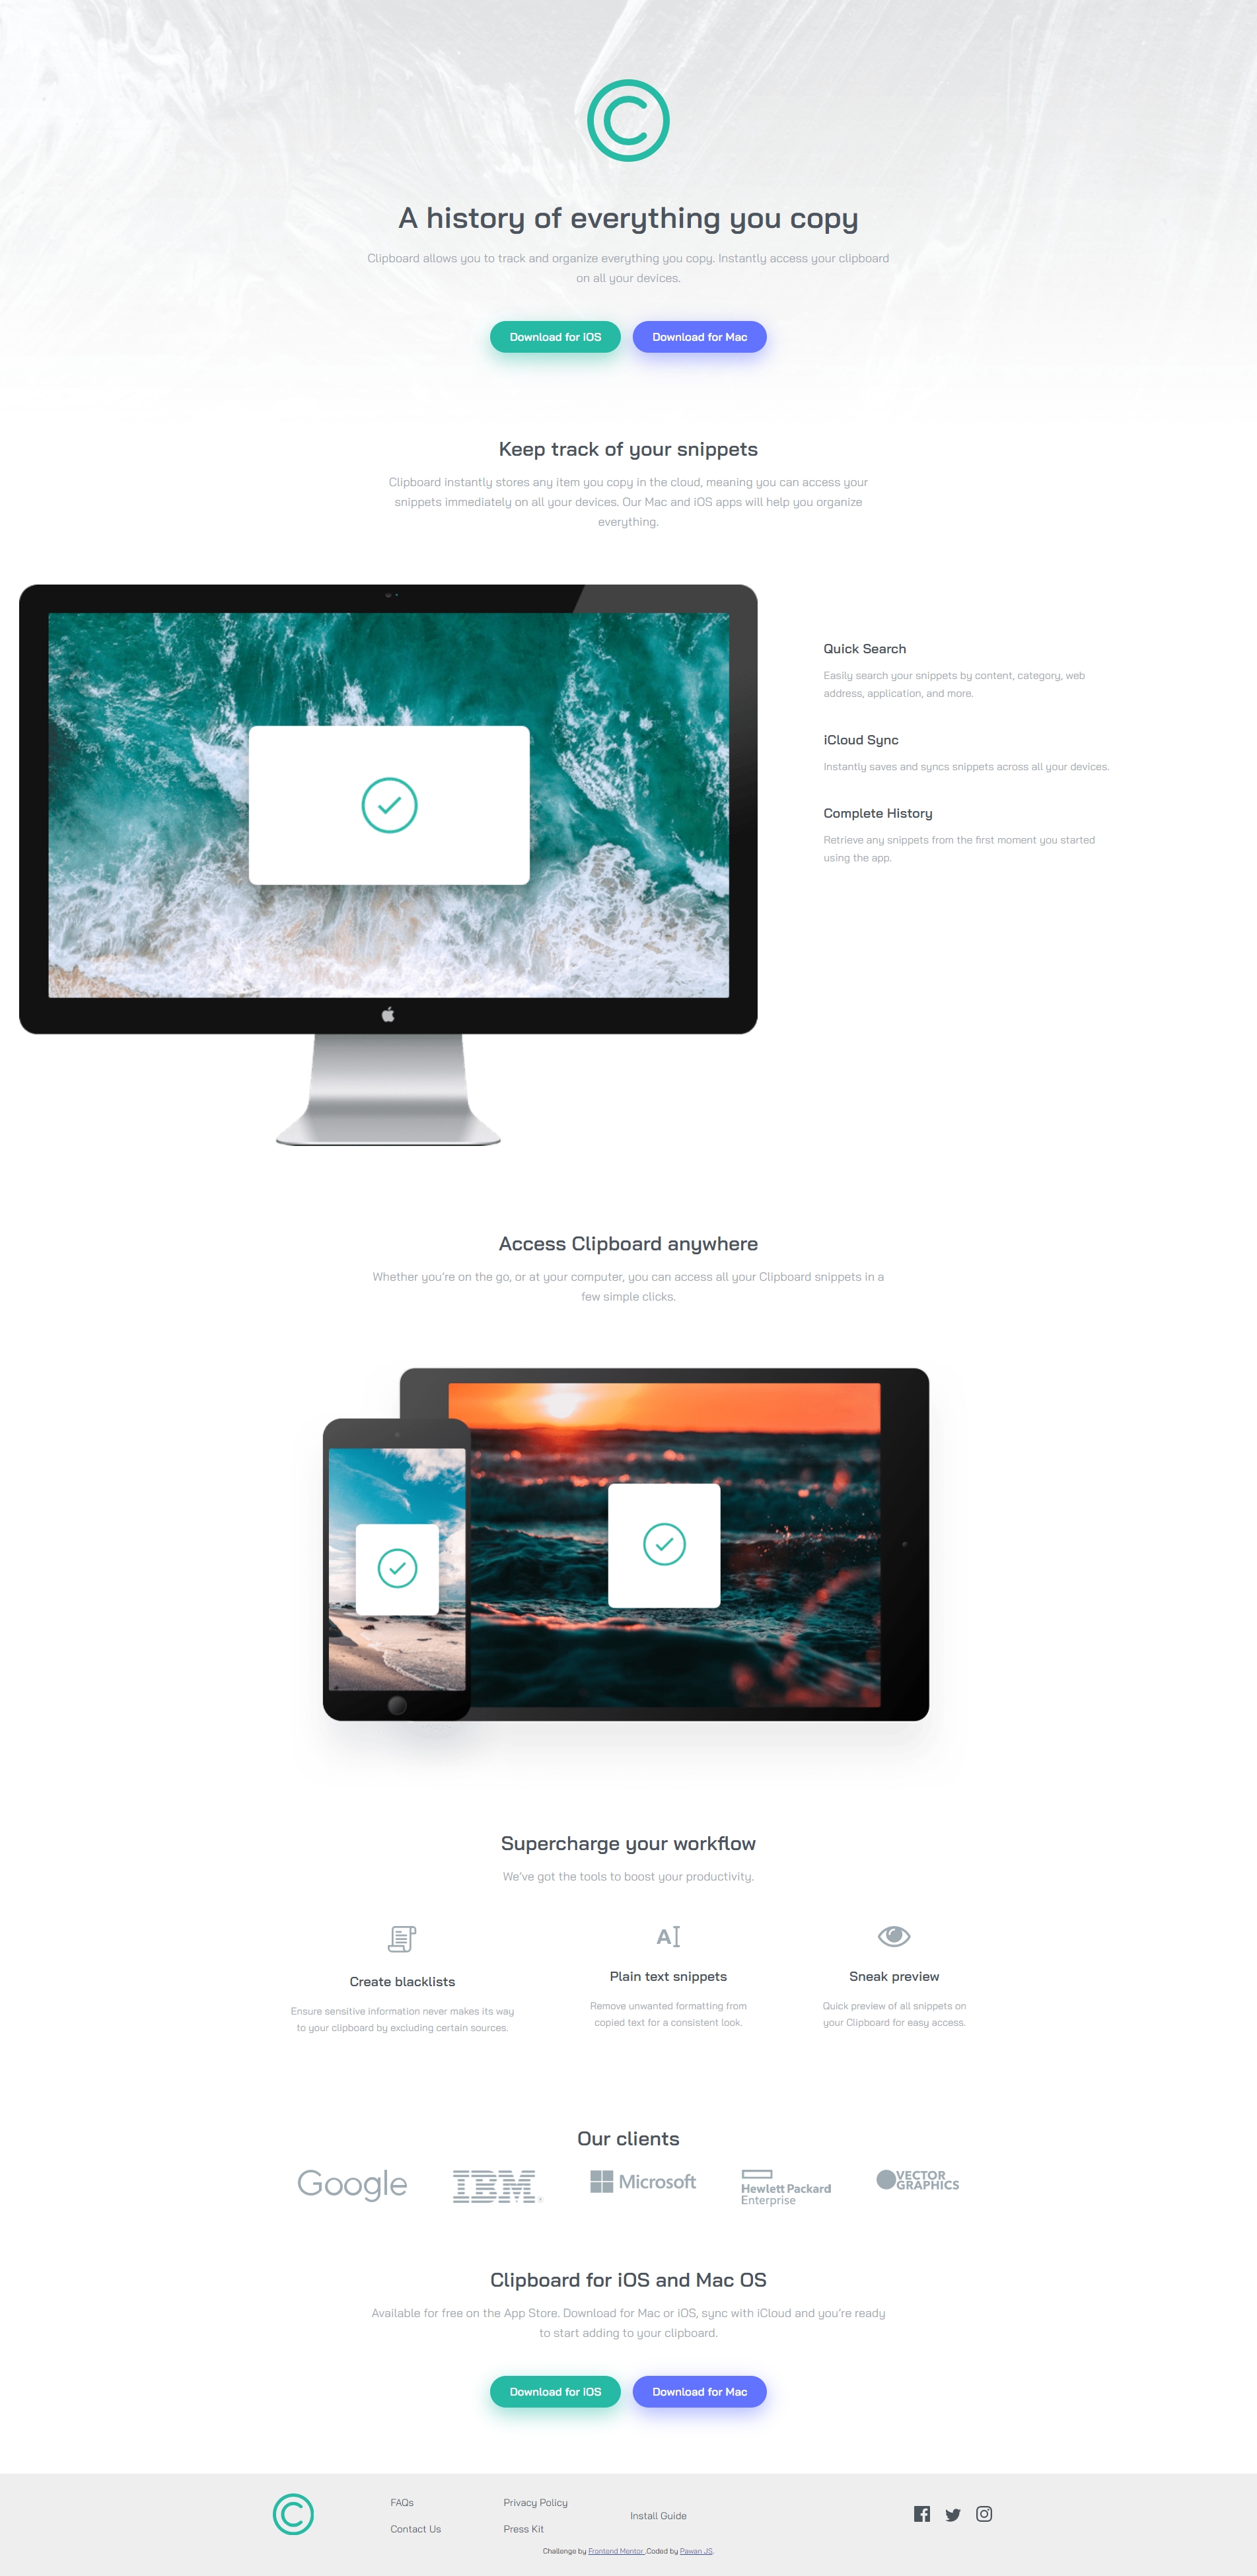 A history of everything you copy
Clipboard allows you to track and organize everything you copy. Instantly access your clipboard
on all your devices.
Download for iOS
Download for Mac
Keep track of your snippets
Clipboard instantly stores any item you copy in the cloud, meaning you can access your
snippets immediately on all your devices. Our Mac and iOS apps will help you organize
everything.
Quick Search
Easily search your snippets by content, category, web
address, application, and more.
iCloud Sync
Instantly saves and syncs snippets across all your devices.
Complete History
Retrieve any snippets from the first moment you started
using the app.
Access Clipboard anywhere
Whether you're on the go, or at your computer, you can access all your Clipboard snippets in a
few simple clicks.
Supercharge your workflow
We've got the tools to boost your productivity.
Create blacklists
Ensure sensitive information never makes its way
to your clipboard by excluding certain sources.
A
Plain text snippets
Remove unwanted formatting from
copied text for a consistent look.
Sneak preview
Quick preview of all snippets on
your Clipboard for easy access.
Our clients
Google
IBM
Microsoft
Hewlett Packard
Enterprise
VECTOR
GRAPHICS
Clipboard for iOS and Mac OS
Available for free on the App Store. Download for Mac or iOS, sync with iCloud and you're ready
to start adding to your clipboard.
Download for iOS
Download for Mac
FAQs
Contact Us
Privacy Policy
Press Kit
Install Guide
Challenge by Frontend Mentor .Coded by Pawan JS.